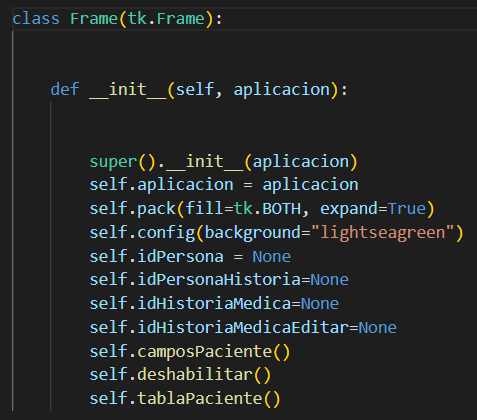 class Frame(tk.Frame):
def __init__(self, aplicacion):
super().__init__(aplicacion)
self.aplicacion = aplicacion
self.pack(fill=tk.BOTH, expand=True)
self.config(background="lightseagreen")
self.idPersona = None
self.idPersonaHistoria=None
self.idHistoriaMedica=None
self.idHistoriaMedicaEditar=None
self.camposPaciente()
self.deshabilitar()
self.tablaPaciente()